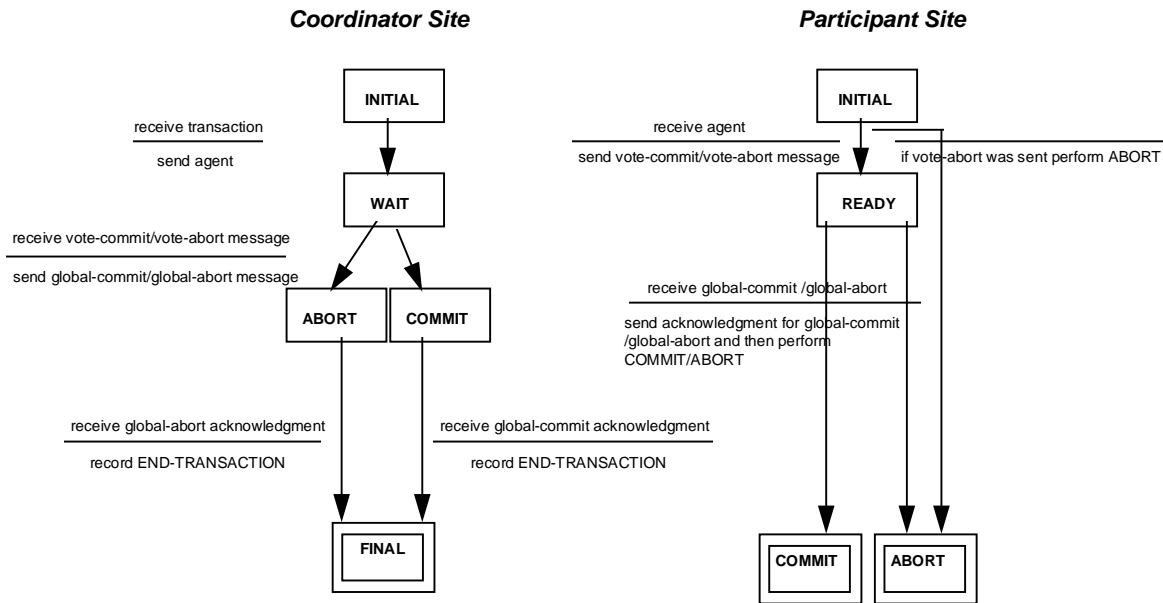 Coordinator Site
INITIAL
receive transaction
send agent
WAIT
receive vote-commit/vote-abort message
send global-commit/global-abort message
ABORT
COMMIT
receive global-abort acknowledgment
record END-TRANSACTION
receive global-commit acknowledgment
record END-TRANSACTION
FINAL
Participant Site
INITIAL
receive agent
send vote-commit/vote-abort message
if vote-abort was sent perform ABORT
READY
receive global-commit /global-abort
send acknowledgment for global-commit
/global-abort and then perform
COMMIT/ABORT
COMMIT
ABORT